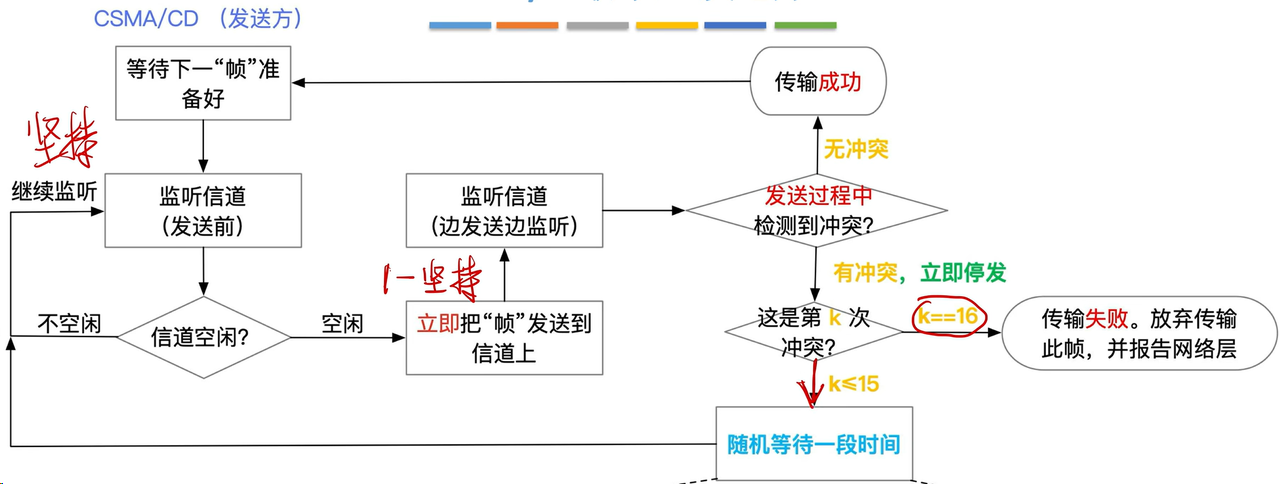 CSMA/CD （发送方）
等待下一“帧”准
备好
传输成功
坚持
无冲突
继续监听
监听信道
（发送前）
监听信道
（边发送边监听）
发送过程中
检测到冲突？
1-坚持
有冲突，立即停发
不空闲
信道空闲？
空闲
立即把“帧”发送到
信道上
这是第 k 次
冲突？
k==16
传输失败。放弃传输
此帧，并报告网络层
k≤15
随机等待一段时间